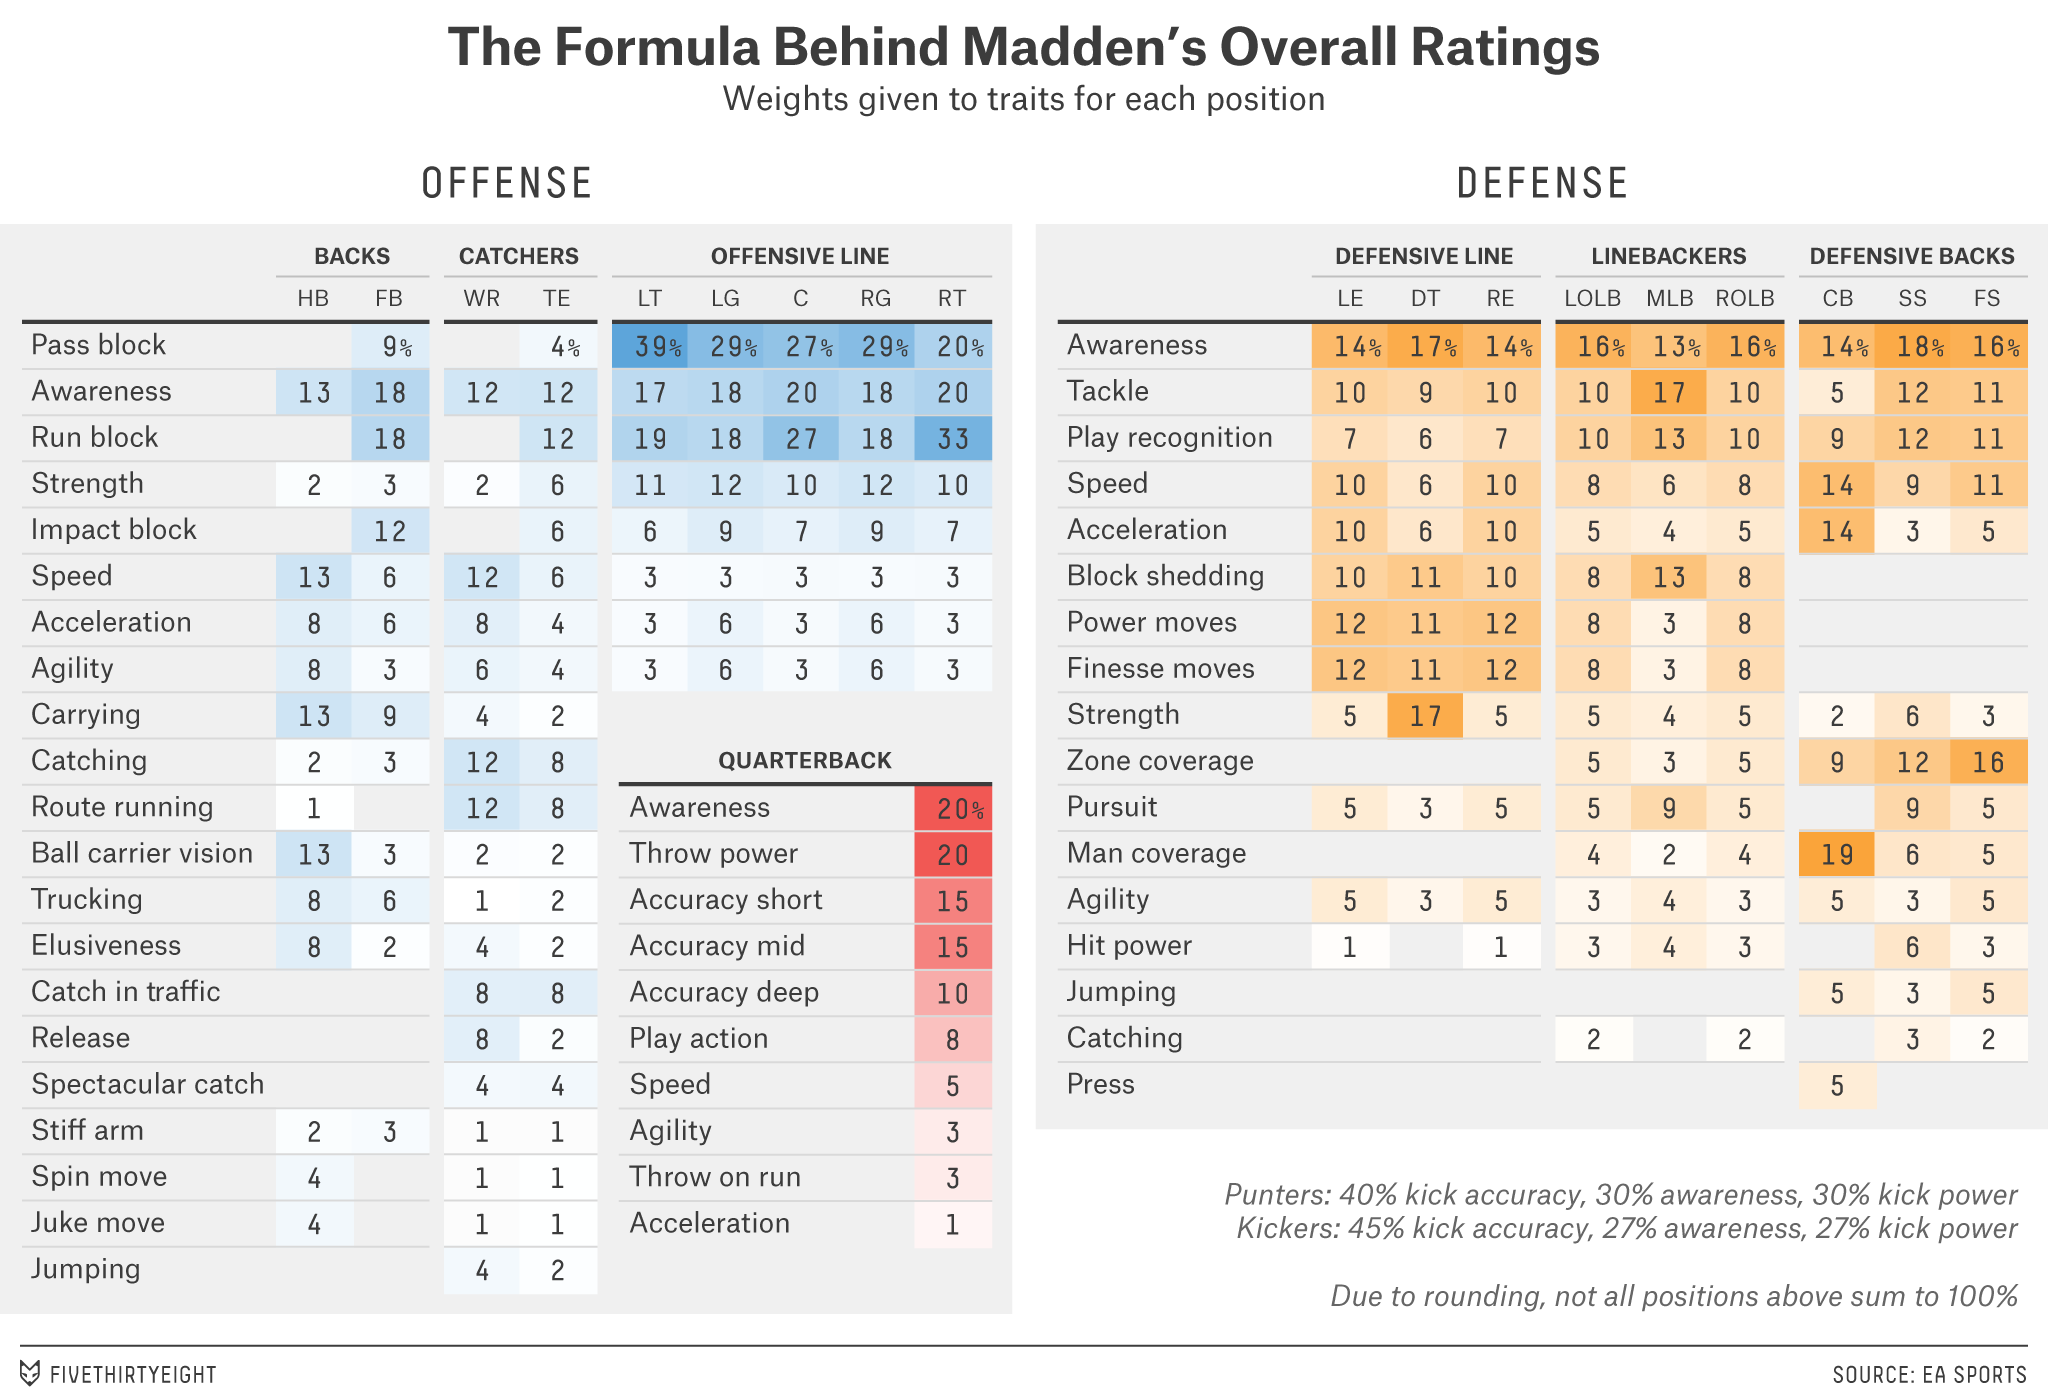 The Formula Behind Madden's Overall Ratings
Weights given to traits for each position
OFFENSE
BACKS CATCHERS OFFENSIVE LINE
HB FB WR TE LT LG C RG RT
Pass block 9% 4% 39% 29% 27% 29% 20%
Awareness 13 18 12 12 17 18 20 18 20
Run block 18 12 19 18 27 18 33
Strength 2 3 2 6 11 12 10 12 10
Impact block 12 6 6 9 7 9 7
Speed 13 6 12 6 3 3 3 3 3
Acceleration 8 6 8 4 3 6 3 6 3
Agility 8 3 6 4 3 6 3 6 3
Carrying 13 9 4 2
Catching 2 3 12 8
Route running 1 12 8
Ball carrier vision 13 3 2 2
Trucking 8 6 1 2
Elusiveness 8 2 4 2
Catch in traffic 8 8
Release 8 2
Spectacular catch 4 4
Stiff arm 2 3 1 1
Spin move 4 1 1
Juke move 4 1 1
Jumping 4 2
QUARTERBACK
Awareness 20%
Throw power 20
Accuracy short 15
Accuracy mid 15
Accuracy deep 10
Play action 8
Speed 5
Agility 3
Throw on run 3
Acceleration 1
DEFENSE
DEFENSIVE LINE LINEBACKERS DEFENSIVE BACKS
LE DT RE LOLB MLB ROLB CB SS FS
Awareness 14% 17% 14% 16% 13% 16% 14% 18% 16%
Tackle 10 9 10 10 17 10 5 12 11
Play recognition 7 6 7 10 13 10 9 12 11
Speed 10 6 10 8 6 8 14 9 11
Acceleration 10 6 10 5 4 5 14 3 5
Block shedding 10 11 10 8 13 8
Power moves 12 11 12 8 3 8
Finesse moves 12 11 12 8 3 8
Strength 5 17 5 5 4 5 2 6 3
Zone coverage 5 3 5 9 12 16
Pursuit 5 3 5 5 9 5 9 5
Man coverage 4 2 4 19 6 5
Agility 5 3 5 3 4 3 5 3 5
Hit power 1 1 3 4 3 6 3
Jumping 5 3 5
Catching 2 2 3 2
Press 5
Punters: 40% kick accuracy, 30% awareness, 30% kick power
Kickers: 45% kick accuracy, 27% awareness, 27% kick power
Due to rounding, not all positions above sum to 100%
FIVETHIRTYEIGHT
SOURCE: EA SPORTS